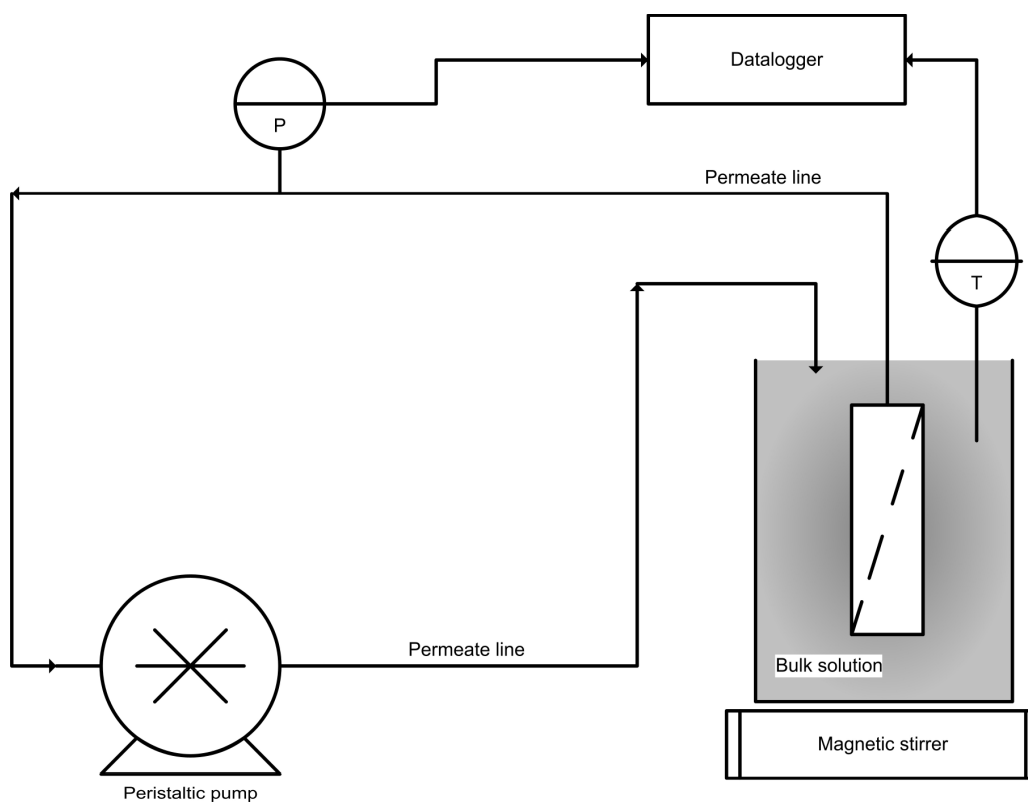 Datalogger
P
Permeate line
T
Permeate line
Bulk solution
Magnetic stirrer
Peristaltic pump